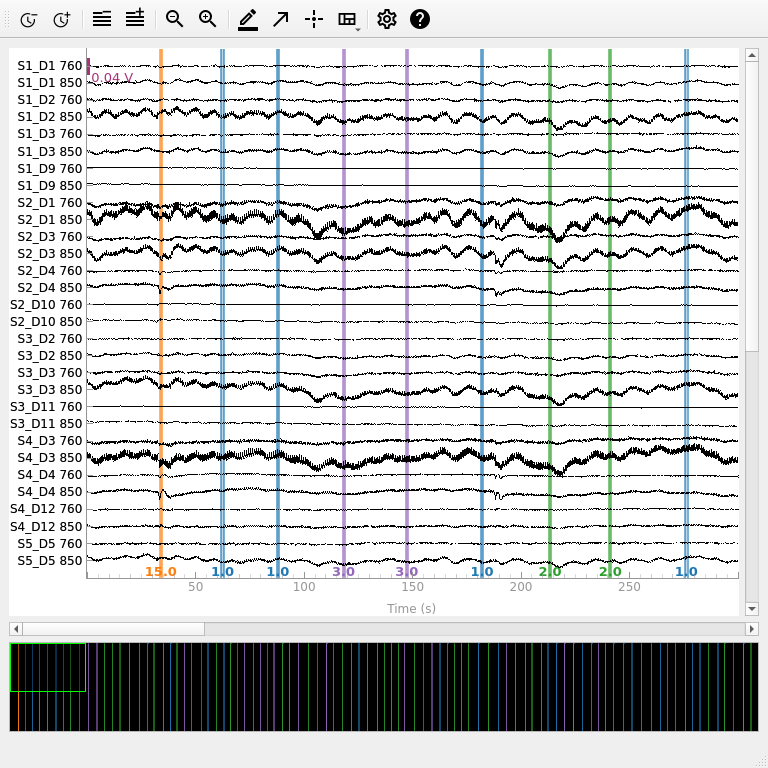 S1_D1 760
0.04 V
S1_D1 850
S1_D2 760
S1_D2 850
S1_D3 760
S1_D3 850
S1_D9 760
S1_D9 850
S2_D1 760
S2_D1 850
S2_D3 760
S2_D3 850
S2_D4 760
S2_D4 850
S2_D10 760
S2_D10 850
S3_D2 760
S3_D2 850
S3_D3 760
S3_D3 850
S3_D11 760
S3_D11 850
S4_D3 760
S4_D3 850
S4_D4 760
S4_D4 850
S4_D12 760
S4_D12 850
S5_D5 760
S5_D5 850
15.0 1.0 1.0 3.0 3.0 1.0 2.0 2.0 1.0
50 100 150 200 250
Time (s)